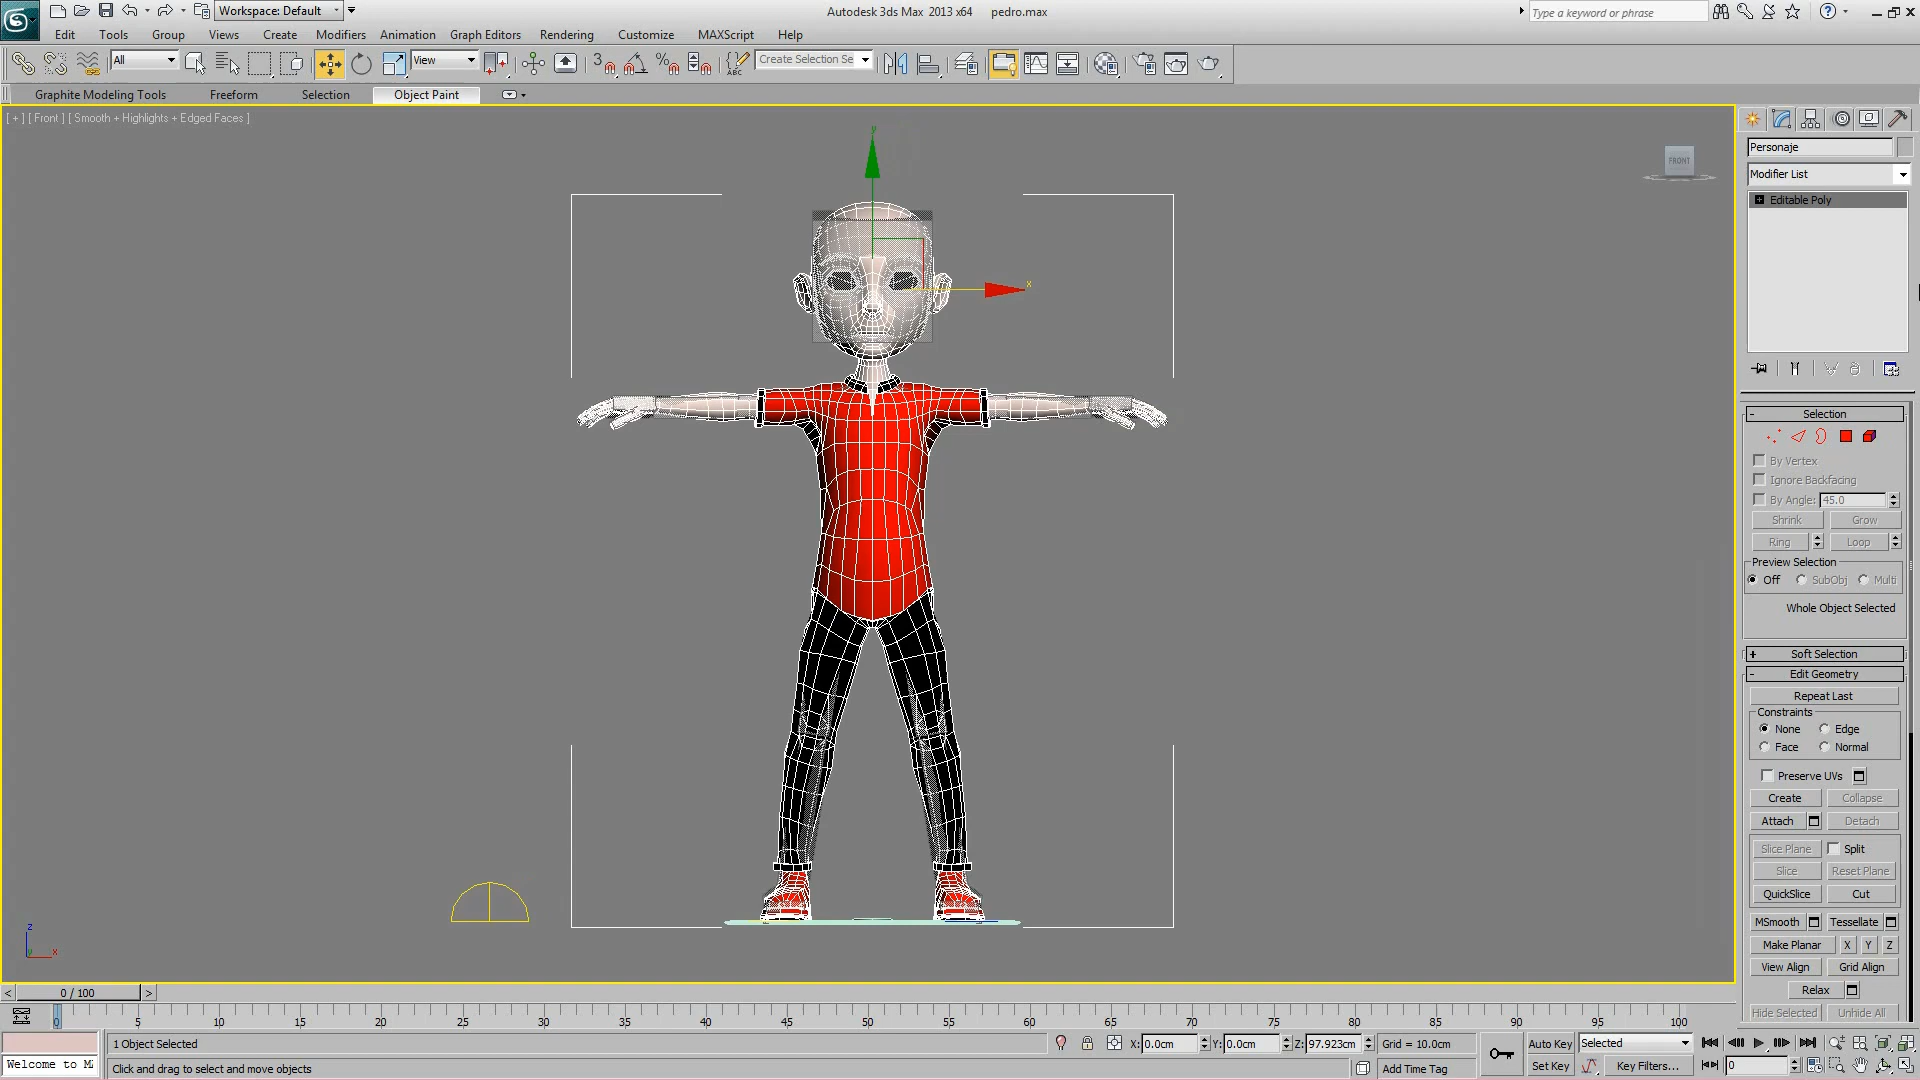 Workspace: Default
Autodesk 3ds Max 2013 x64 pedro.max
Type a keyword or phrase
Edit Tools Group Views Create Modifiers Animation Graph Editors Rendering Customize MAXScript Help
All View 3 % ABC Create Selection Se
Graphite Modeling Tools Freeform Selection Object Paint
[ + ] [ Front ] [ Smooth + Highlights + Edged Faces ]
y
x
FRONT
z
y
x
Personaje
Modifier List
Editable Poly
- Selection
By Vertex
Ignore Backfacing
By Angle: 45.0
Shrink Grow
Ring Loop
Preview Selection
Off SubObj Multi
Whole Object Selected
+ Soft Selection
- Edit Geometry
Repeat Last
Constraints
None Edge
Face Normal
Preserve UVs
Create Collapse
Attach Detach
Slice Plane Split
Slice Reset Plane
QuickSlice Cut
MSmooth Tessellate
Make Planar X Y Z
View Align Grid Align
Relax
Hide Selected Unhide All
< 0 / 100 >
0 5 10 15 20 25 30 35 40 45 50 55 60 65 70 75 80 85 90 95 100
1 Object Selected X: 0.0cm Y: 0.0cm Z: 97.923cm Grid = 10.0cm Auto Key Selected
Welcome to M Click and drag to select and move objects Add Time Tag Set Key Key Filters... 0